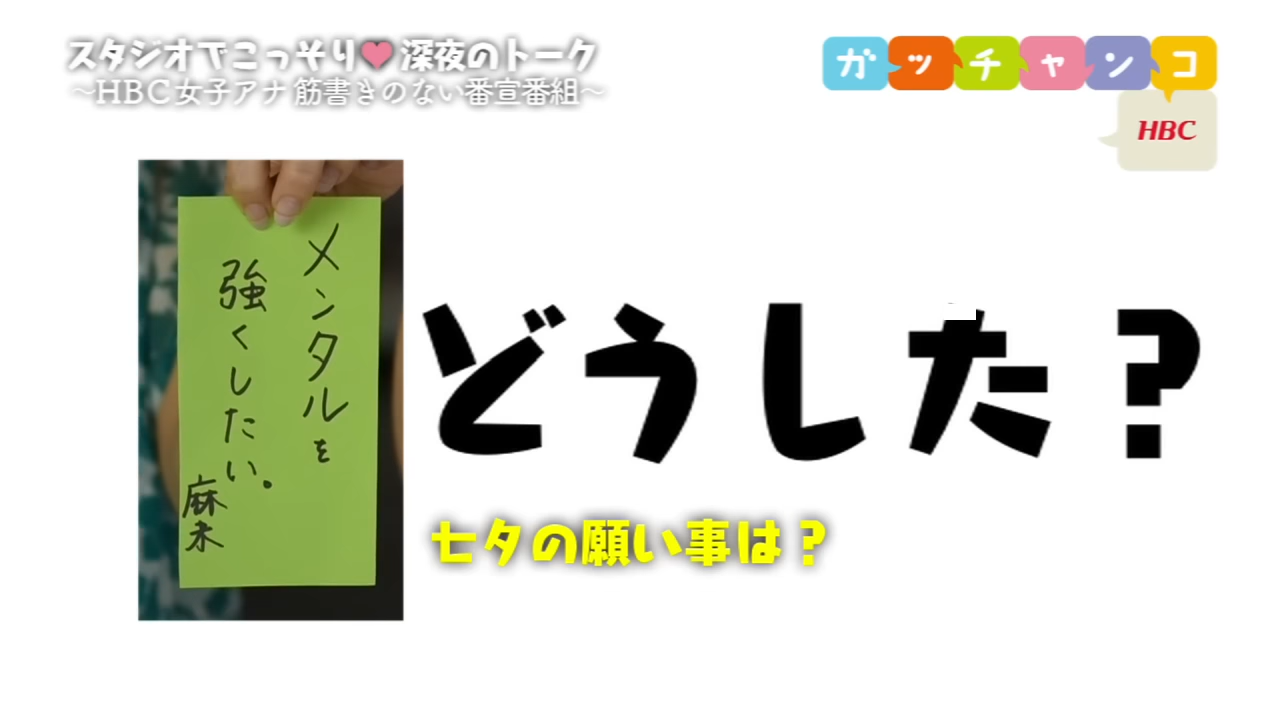 スタジオでこっそり❤深夜のトーク
～HBC女子アナ筋書きのない番宣番組～
ガッチャンコ
HBC
メンタルを
強くしたい。
麻未
どうした？
七夕の願い事は？